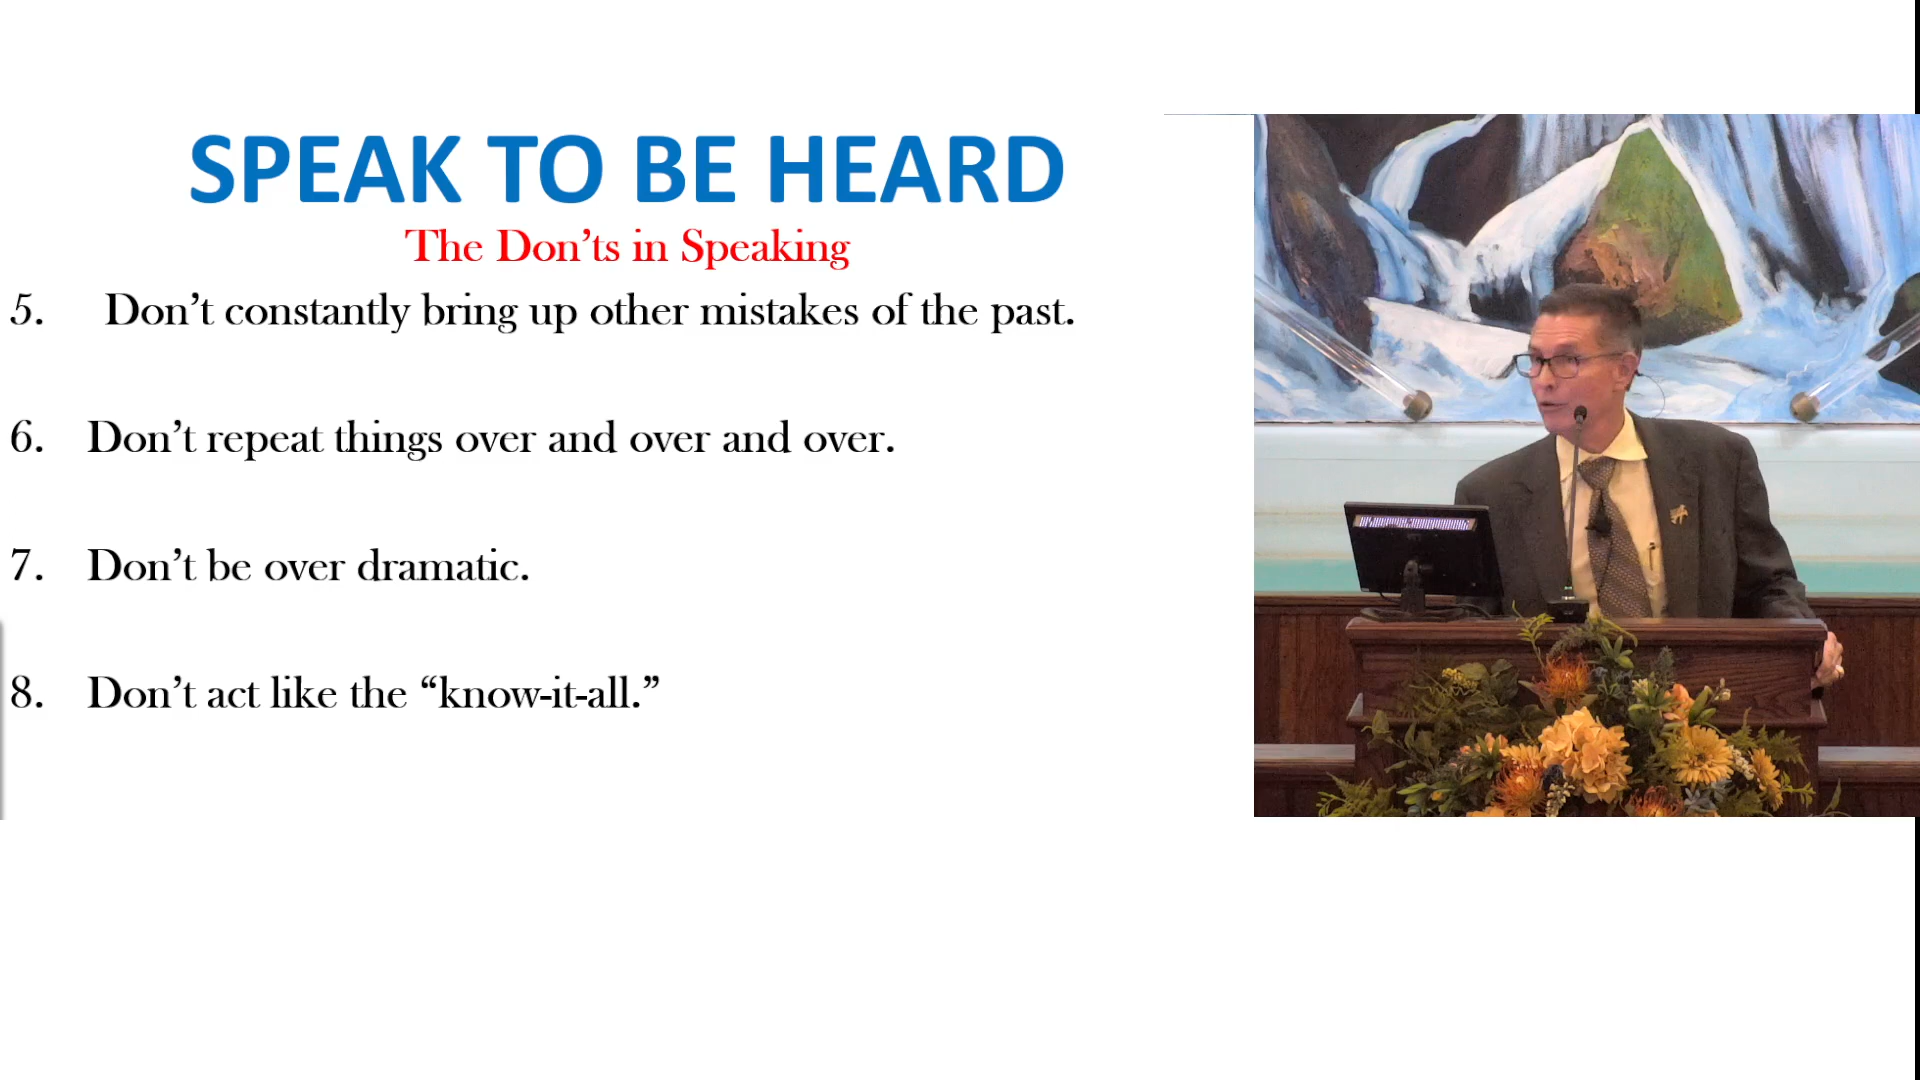 SPEAK TO BE HEARD
The Don’ts in Speaking
5. Don’t constantly bring up other mistakes of the past.
6. Don’t repeat things over and over and over.
7. Don’t be over dramatic.
8. Don’t act like the “know-it-all.”